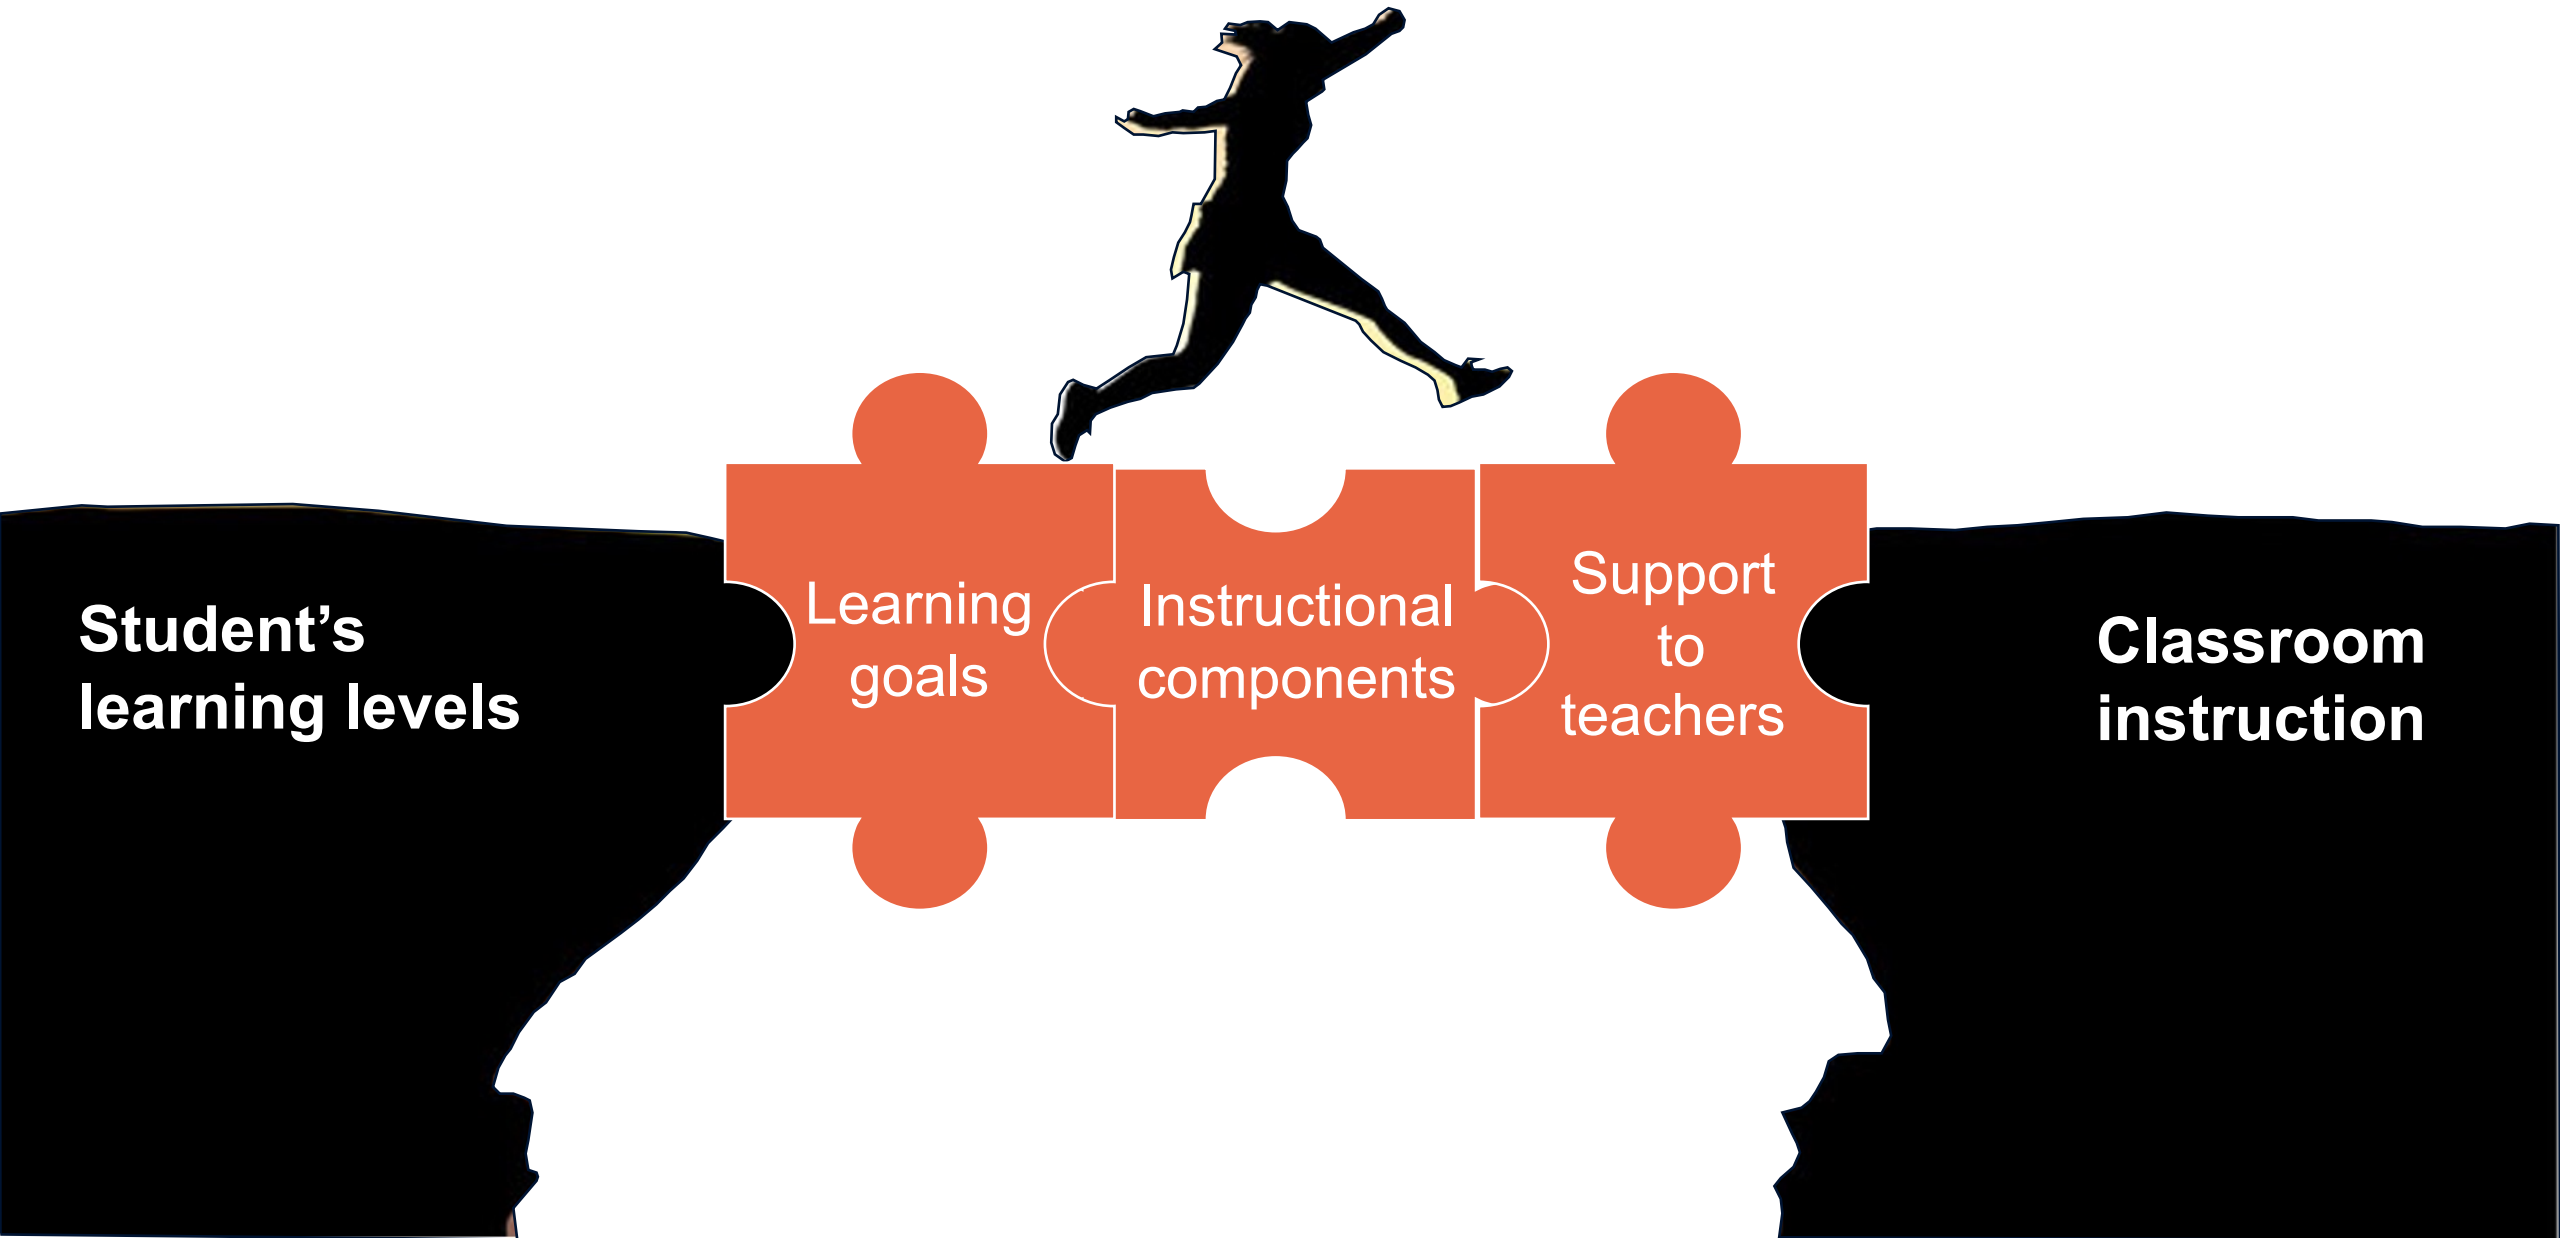 Student’s
learning levels
Learning
goals
Instructional
components
Support
to
teachers
Classroom
instruction